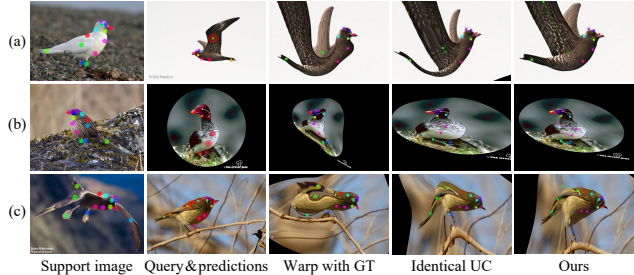 (a)
(b)
(c)
Support image
Query&predictions
Warp with GT
Identical UC
Ours